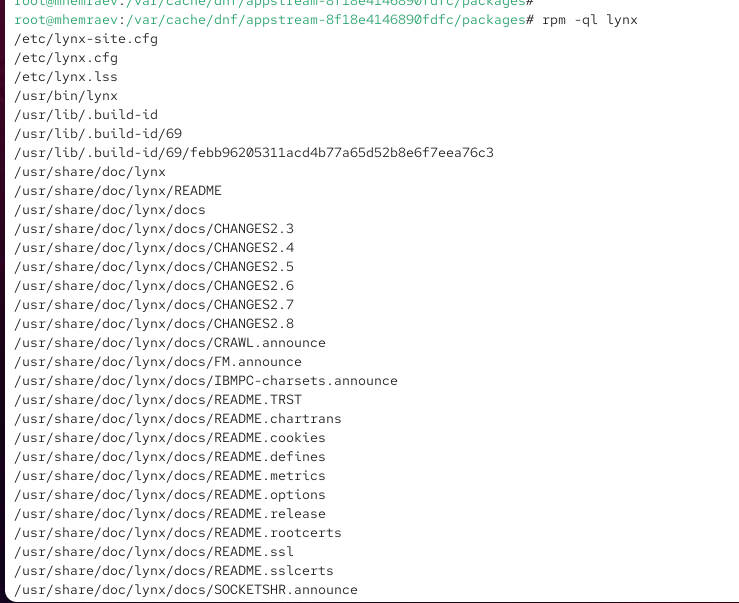 root@mhemraev:/var/cache/dnf/appstream-8f18e4146890fdfc/packages#
root@mhemraev:/var/cache/dnf/appstream-8f18e4146890fdfc/packages# rpm -ql lynx
/etc/lynx-site.cfg
/etc/lynx.cfg
/etc/lynx.lss
/usr/bin/lynx
/usr/lib/.build-id
/usr/lib/.build-id/69
/usr/lib/.build-id/69/febb96205311acd4b77a65d52b8e6f7eea76c3
/usr/share/doc/lynx
/usr/share/doc/lynx/README
/usr/share/doc/lynx/docs
/usr/share/doc/lynx/docs/CHANGES2.3
/usr/share/doc/lynx/docs/CHANGES2.4
/usr/share/doc/lynx/docs/CHANGES2.5
/usr/share/doc/lynx/docs/CHANGES2.6
/usr/share/doc/lynx/docs/CHANGES2.7
/usr/share/doc/lynx/docs/CHANGES2.8
/usr/share/doc/lynx/docs/CRAWL.announce
/usr/share/doc/lynx/docs/FM.announce
/usr/share/doc/lynx/docs/IBMPC-charsets.announce
/usr/share/doc/lynx/docs/README.TRST
/usr/share/doc/lynx/docs/README.chartrans
/usr/share/doc/lynx/docs/README.cookies
/usr/share/doc/lynx/docs/README.defines
/usr/share/doc/lynx/docs/README.metrics
/usr/share/doc/lynx/docs/README.options
/usr/share/doc/lynx/docs/README.release
/usr/share/doc/lynx/docs/README.rootcerts
/usr/share/doc/lynx/docs/README.ssl
/usr/share/doc/lynx/docs/README.sslcerts
/usr/share/doc/lynx/docs/SOCKETSHR.announce